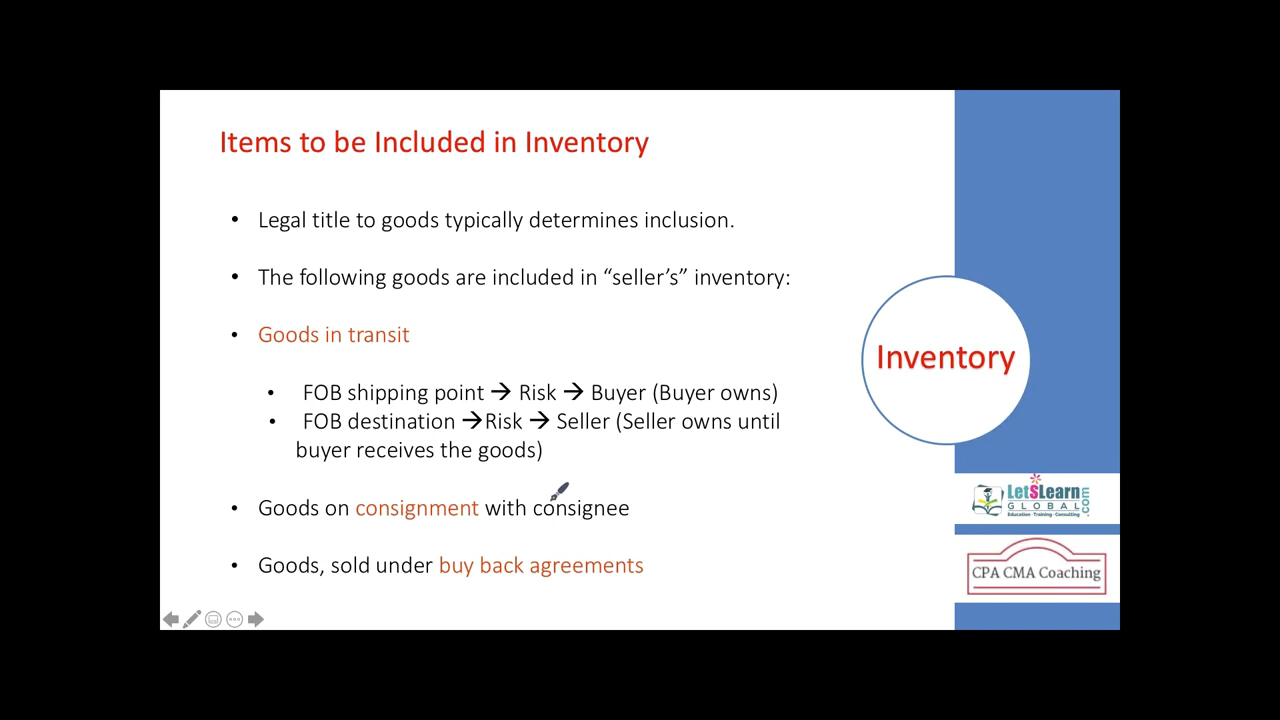 Items to be Included in Inventory
• Legal title to goods typically determines inclusion.
• The following goods are included in “seller’s” inventory:
• Goods in transit
• FOB shipping point → Risk → Buyer (Buyer owns)
• FOB destination →Risk → Seller (Seller owns until
buyer receives the goods)
• Goods on consignment with consignee
• Goods, sold under buy back agreements
Inventory
LetSLearn
GLOBAL
.com
Education - Training - Consulting
CPA CMA Coaching